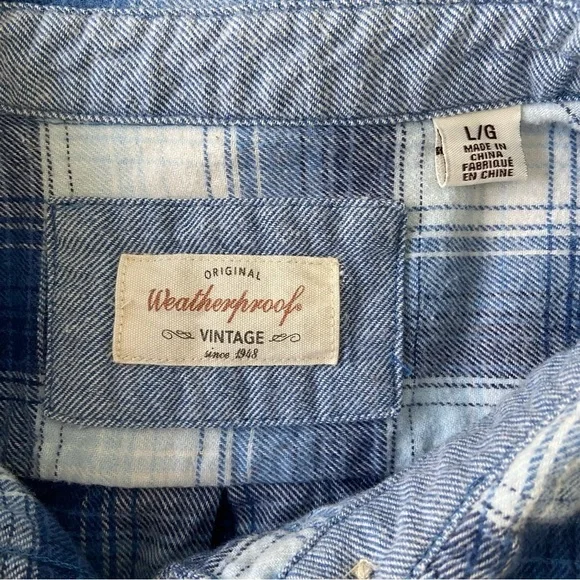 L/G
MADE IN
CHINA
FABRIQUÉ
EN CHINE
ORIGINAL
Weatherproof®
VINTAGE
since 1948